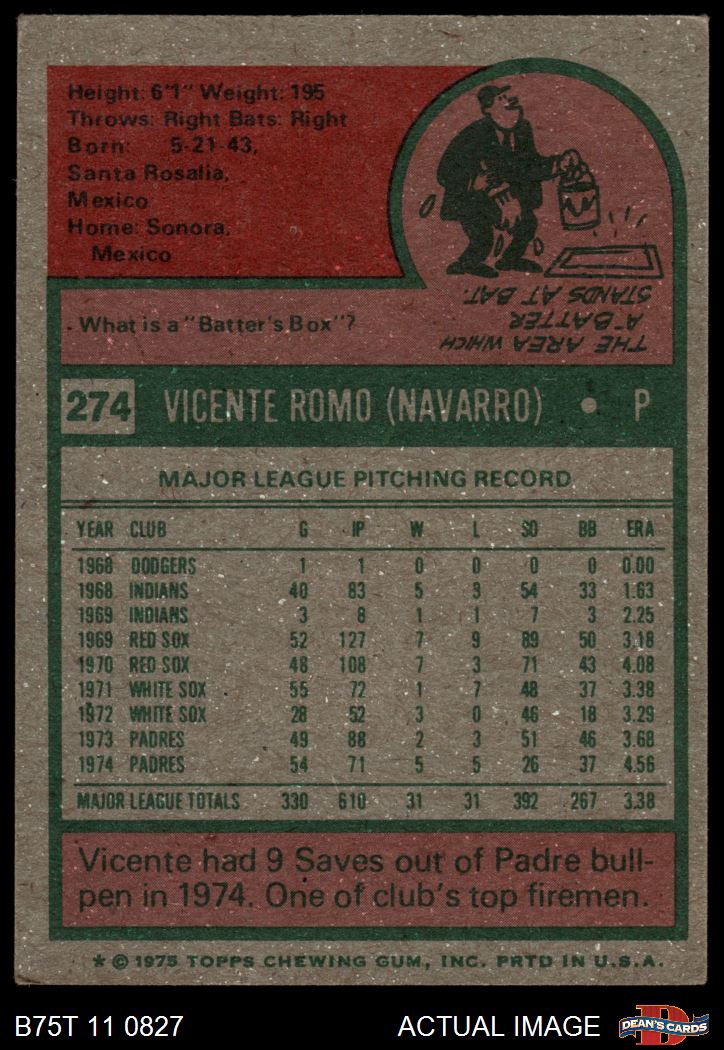 Height: 6'1" Weight: 195
Throws: Right Bats: Right
Born: 5-21-43,
Santa Rosalia,
Mexico
Home: Sonora,
Mexico
What is a "Batter's Box"?
THE AREA WHICH
A BATTER
STANDS AT BAT.
274 VICENTE ROMO (NAVARRO) • P
MAJOR LEAGUE PITCHING RECORD
YEAR CLUB G IP W L SO BB ERA
1968 DODGERS 1 1 0 0 0 0 0.00
1968 INDIANS 40 83 5 3 54 33 1.63
1969 INDIANS 3 8 1 1 7 3 2.25
1969 RED SOX 52 127 7 9 89 50 3.18
1970 RED SOX 48 108 7 3 71 43 4.08
1971 WHITE SOX 55 72 1 7 48 37 3.38
1972 WHITE SOX 28 52 3 0 46 18 3.29
1973 PADRES 49 88 2 3 51 46 3.68
1974 PADRES 54 71 5 5 26 37 4.56
MAJOR LEAGUE TOTALS 330 610 31 31 392 267 3.38
Vicente had 9 Saves out of Padre bull-
pen in 1974. One of club's top firemen.
* © 1975 TOPPS CHEWING GUM, INC. PRTD IN U.S.A.
B75T 11 0827 ACTUAL IMAGE DEAN'S CARDS